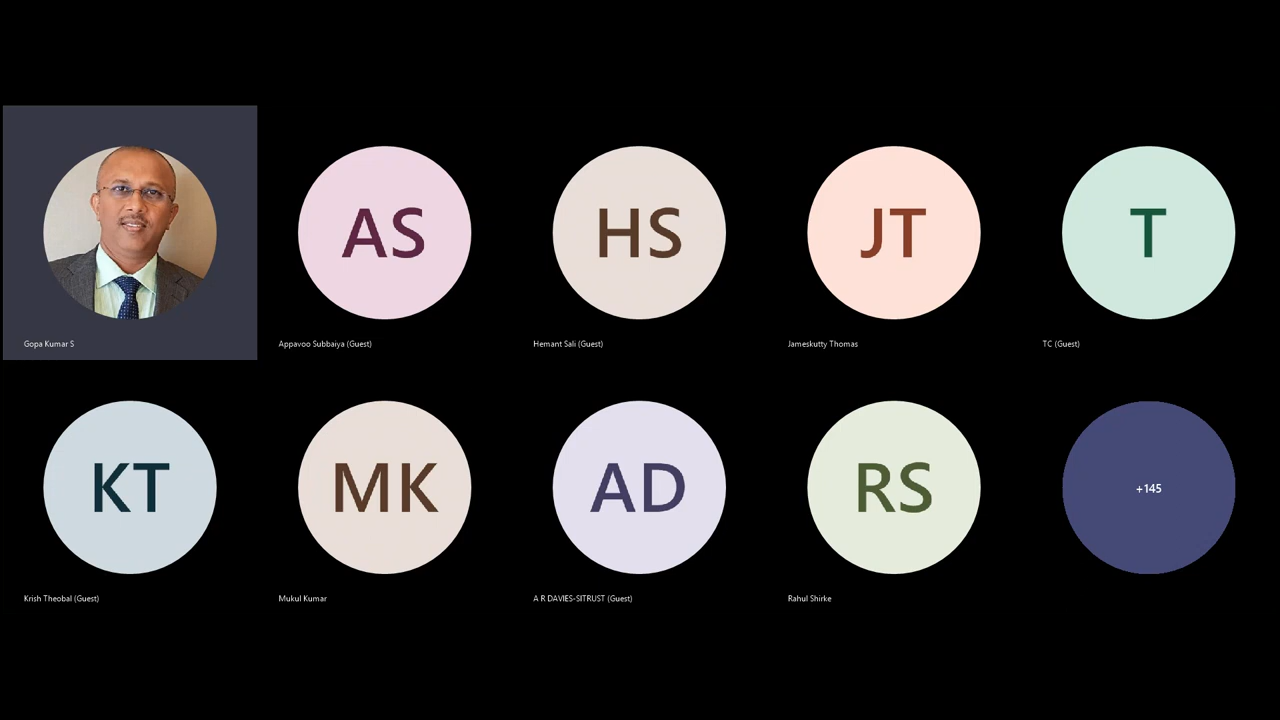 AS
HS
JT
T
Gopa Kumar S
Appavoo Subbaiya (Guest)
Hemant Sali (Guest)
Jameskutty Thomas
TC (Guest)
KT
MK
AD
RS
+145
Krish Theobal (Guest)
Mukul Kumar
A R DAVIES-SITRUST (Guest)
Rahul Shirke